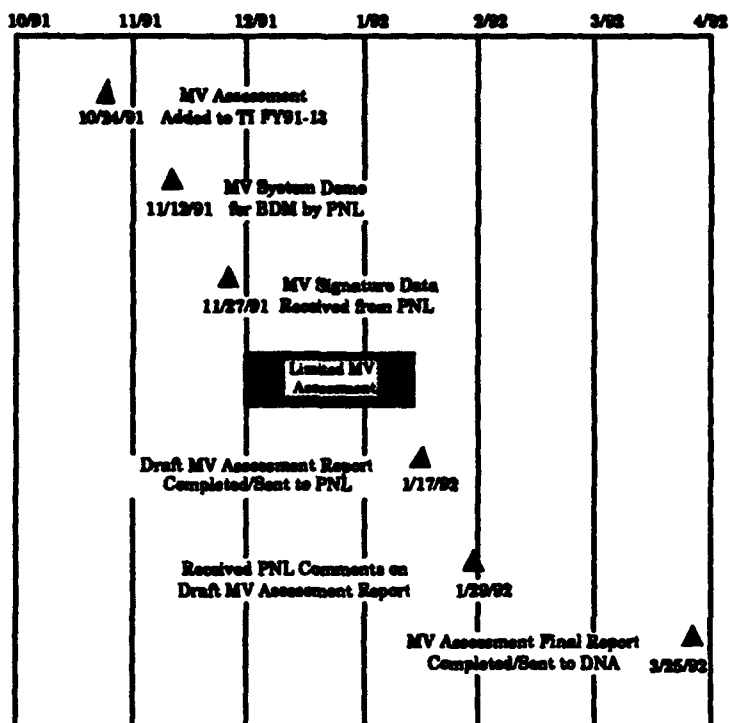 10/91 11/91 12/91 1/92 2/92 3/92 4/92
MV Assessment
10/24/91 Added to TI FY91-13
MV System Demo
11/12/91 for BDM by PNL
MV Signature Data
11/27/91 Received from PNL
Limited MV
Assessment
Draft MV Assessment Report
Completed/Sent to PNL 1/17/92
Received PNL Comments on
Draft MV Assessment Report 1/29/92
MV Assessment Final Report
Completed/Sent to DNA 3/25/92